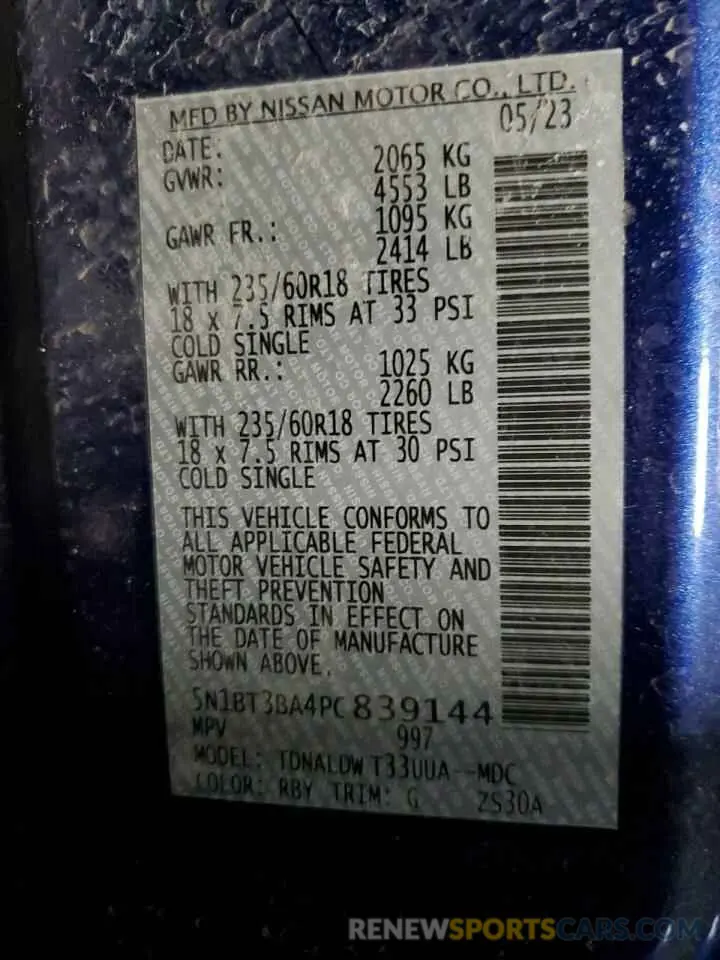 MFD BY NISSAN MOTOR CO., LTD.
DATE: 05/23
GVWR: 2065 KG
4553 LB
GAWR FR.: 1095 KG
2414 LB
WITH 235/60R18 TIRES
18 x 7.5 RIMS AT 33 PSI
COLD SINGLE
GAWR RR.: 1025 KG
2260 LB
WITH 235/60R18 TIRES
18 x 7.5 RIMS AT 30 PSI
COLD SINGLE
THIS VEHICLE CONFORMS TO
ALL APPLICABLE FEDERAL
MOTOR VEHICLE SAFETY AND
THEFT PREVENTION
STANDARDS IN EFFECT ON
THE DATE OF MANUFACTURE
SHOWN ABOVE.
5N1BT3BA4PC839144
MPV 997
MODEL: TDNALDW T33UUA--MDC
COLOR: RBY TRIM: G ZS30A
RENEWSPORTSCARS.COM